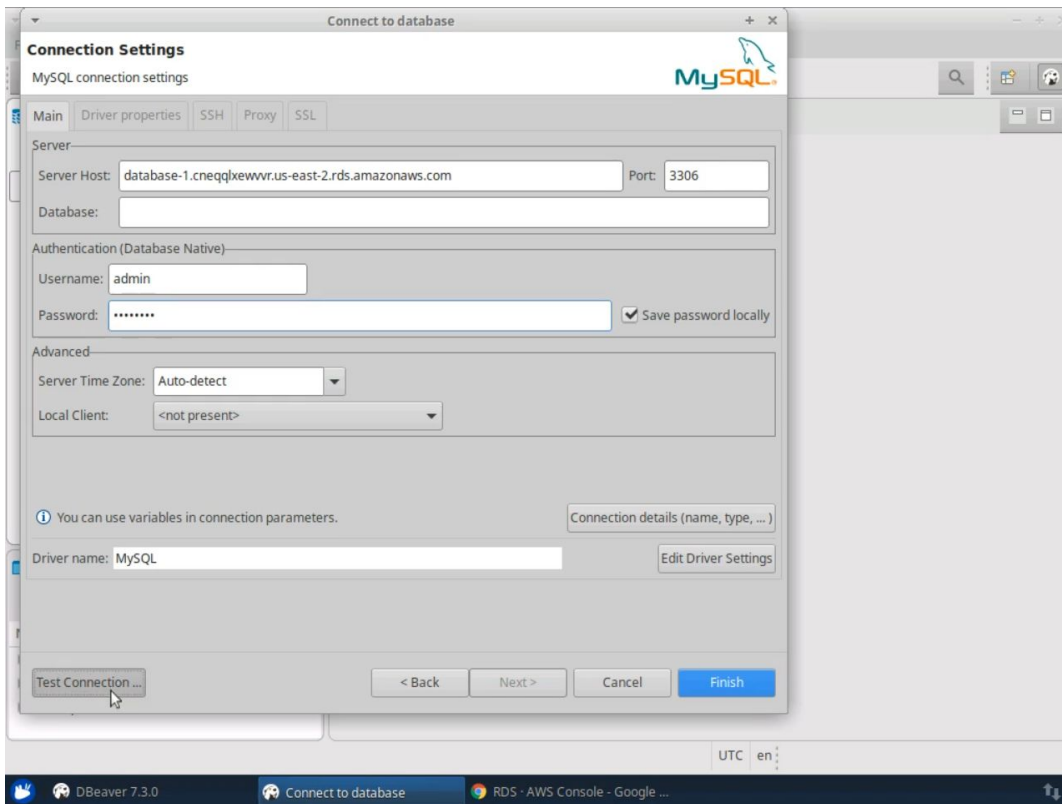 Connect to database
Connection Settings
MySQL connection settings
MySQL
Main Driver properties SSH Proxy SSL
Server
Server Host: database-1.cneqqlxewvvr.us-east-2.rds.amazonaws.com Port: 3306
Database:
Authentication (Database Native)
Username: admin
Password: ••••••••
Save password locally
Advanced
Server Time Zone: Auto-detect
Local Client: <not present>
You can use variables in connection parameters.
Connection details (name, type, ... )
Driver name: MySQL
Edit Driver Settings
Test Connection ...
< Back Next > Cancel Finish
UTC en
DBeaver 7.3.0 Connect to database RDS · AWS Console - Google ...